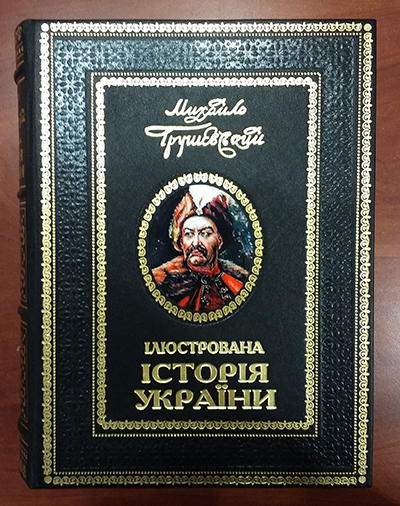 Михайло
Грушевський
ІЛЮСТРОВАНА
ІСТОРІЯ
УКРАЇНИ